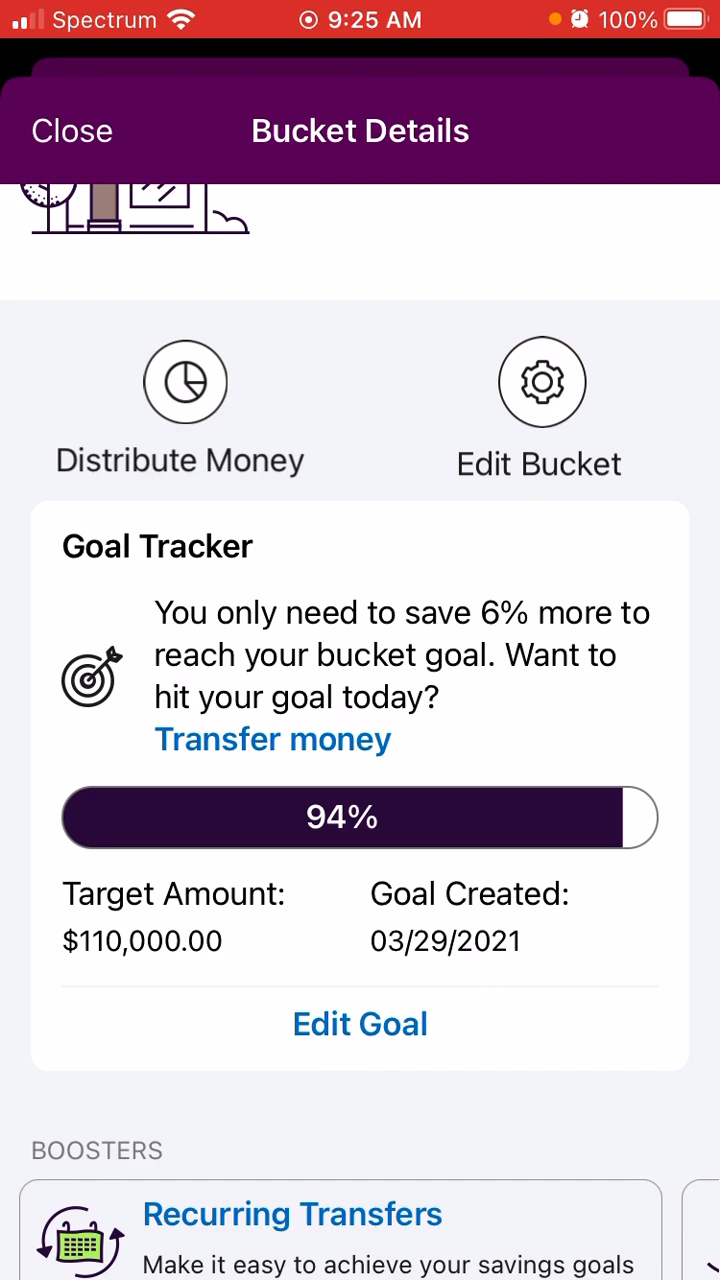 Spectrum 9:25 AM 100%
Close Bucket Details
Distribute Money Edit Bucket
Goal Tracker
You only need to save 6% more to
reach your bucket goal. Want to
hit your goal today?
Transfer money
94%
Target Amount: Goal Created:
$110,000.00 03/29/2021
Edit Goal
BOOSTERS
Recurring Transfers
Make it easy to achieve your savings goals